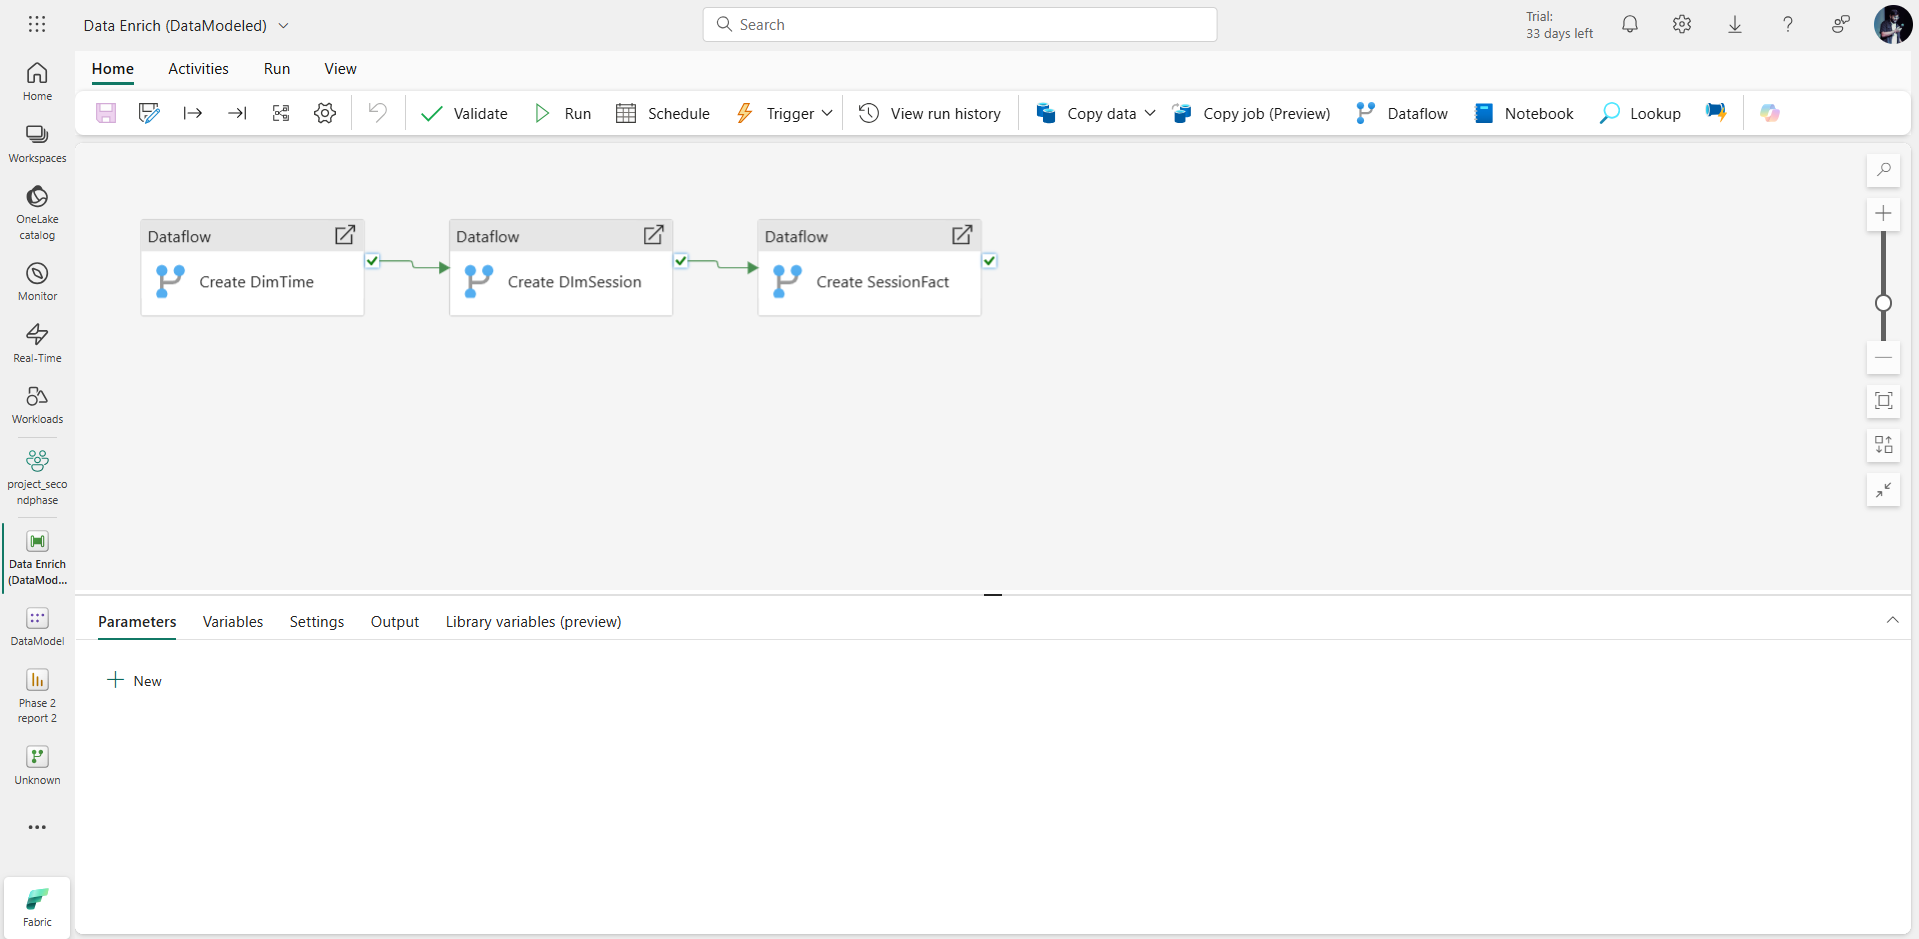 Data Enrich (DataModeled)
Search
Trial:
33 days left
Home
Activities
Run
View
Validate
Run
Schedule
Trigger
View run history
Copy data
Copy job (Preview)
Dataflow
Notebook
Lookup
Home
Workspaces
OneLake
catalog
Monitor
Real-Time
Workloads
project_seco
ndphase
Data Enrich
(DataMod...
DataModel
Phase 2
report 2
Unknown
Fabric
Dataflow
Create DimTime
Dataflow
Create DImSession
Dataflow
Create SessionFact
Parameters
Variables
Settings
Output
Library variables (preview)
New